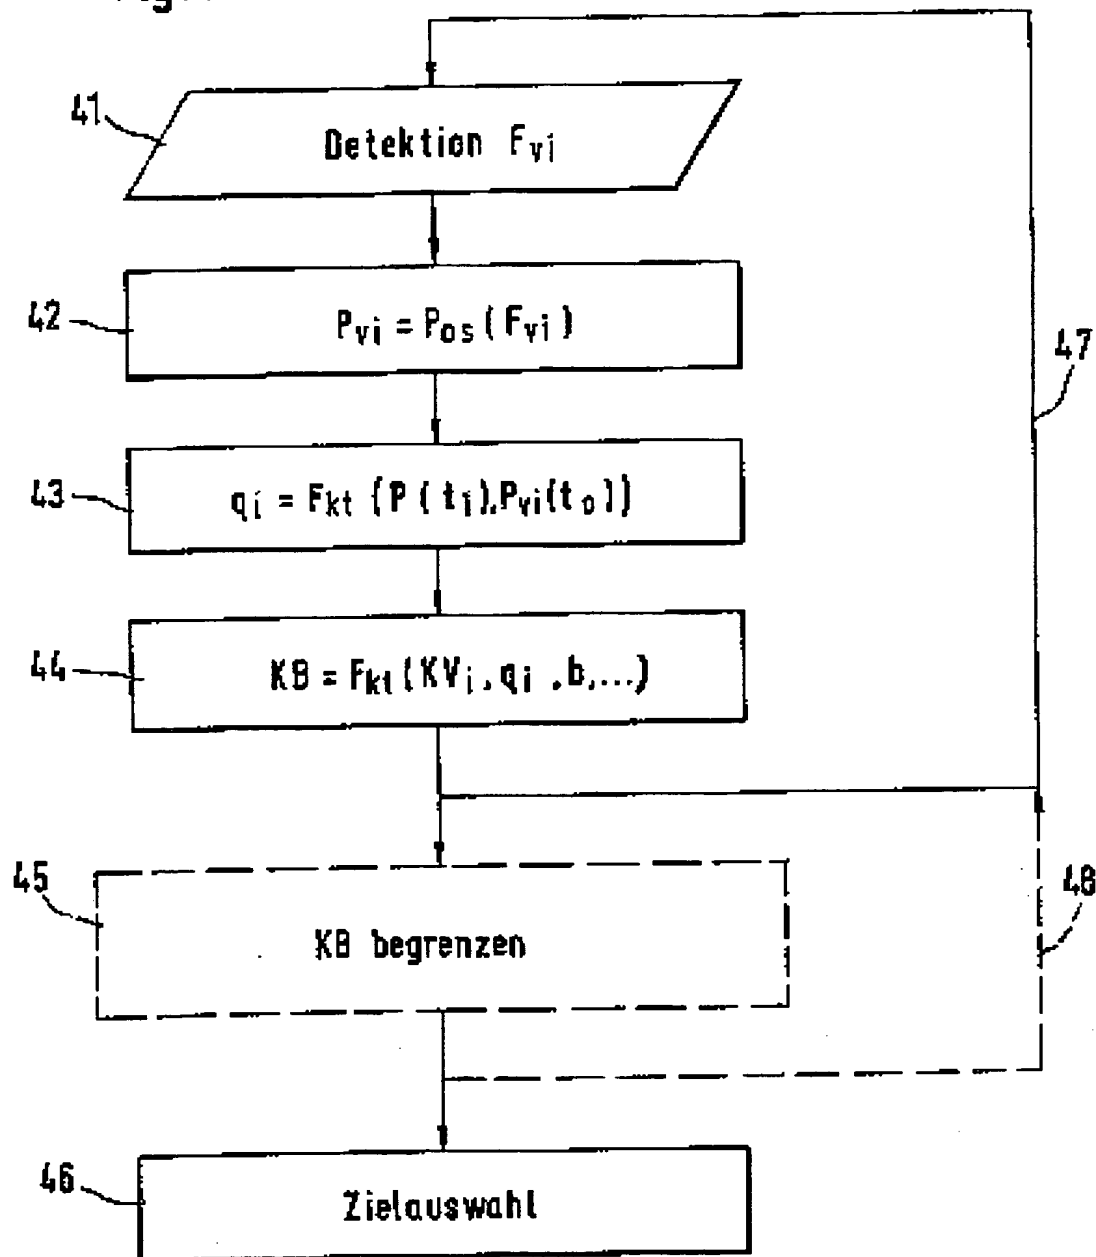 41
Detektion Fvi
42
Pvi = Pos (Fvi)
47
43
qi = Fkt (P(ti), Pvi(to))
44
KB = Fkt (KVi, qi, b, ...)
45
48
KB begrenzen
46
Zielauswahl